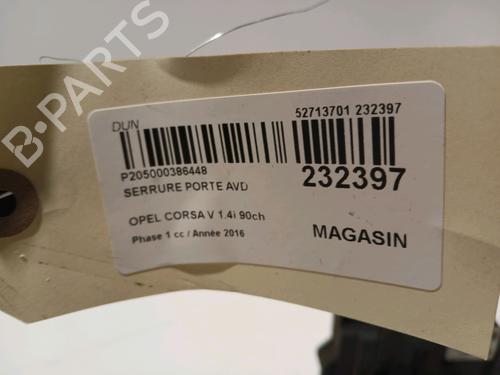 B-PARTS
DUN
52713701 232397
P205000386448
SERRURE PORTE AVD
232397
OPEL CORSA V 1.4i 90ch
Phase 1 cc / Année 2016
MAGASIN